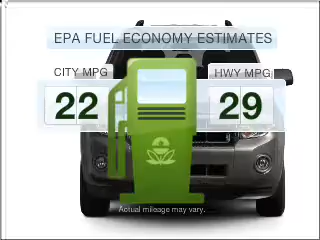 EPA FUEL ECONOMY ESTIMATES
CITY MPG HWY MPG
22 29
Actual mileage may vary.